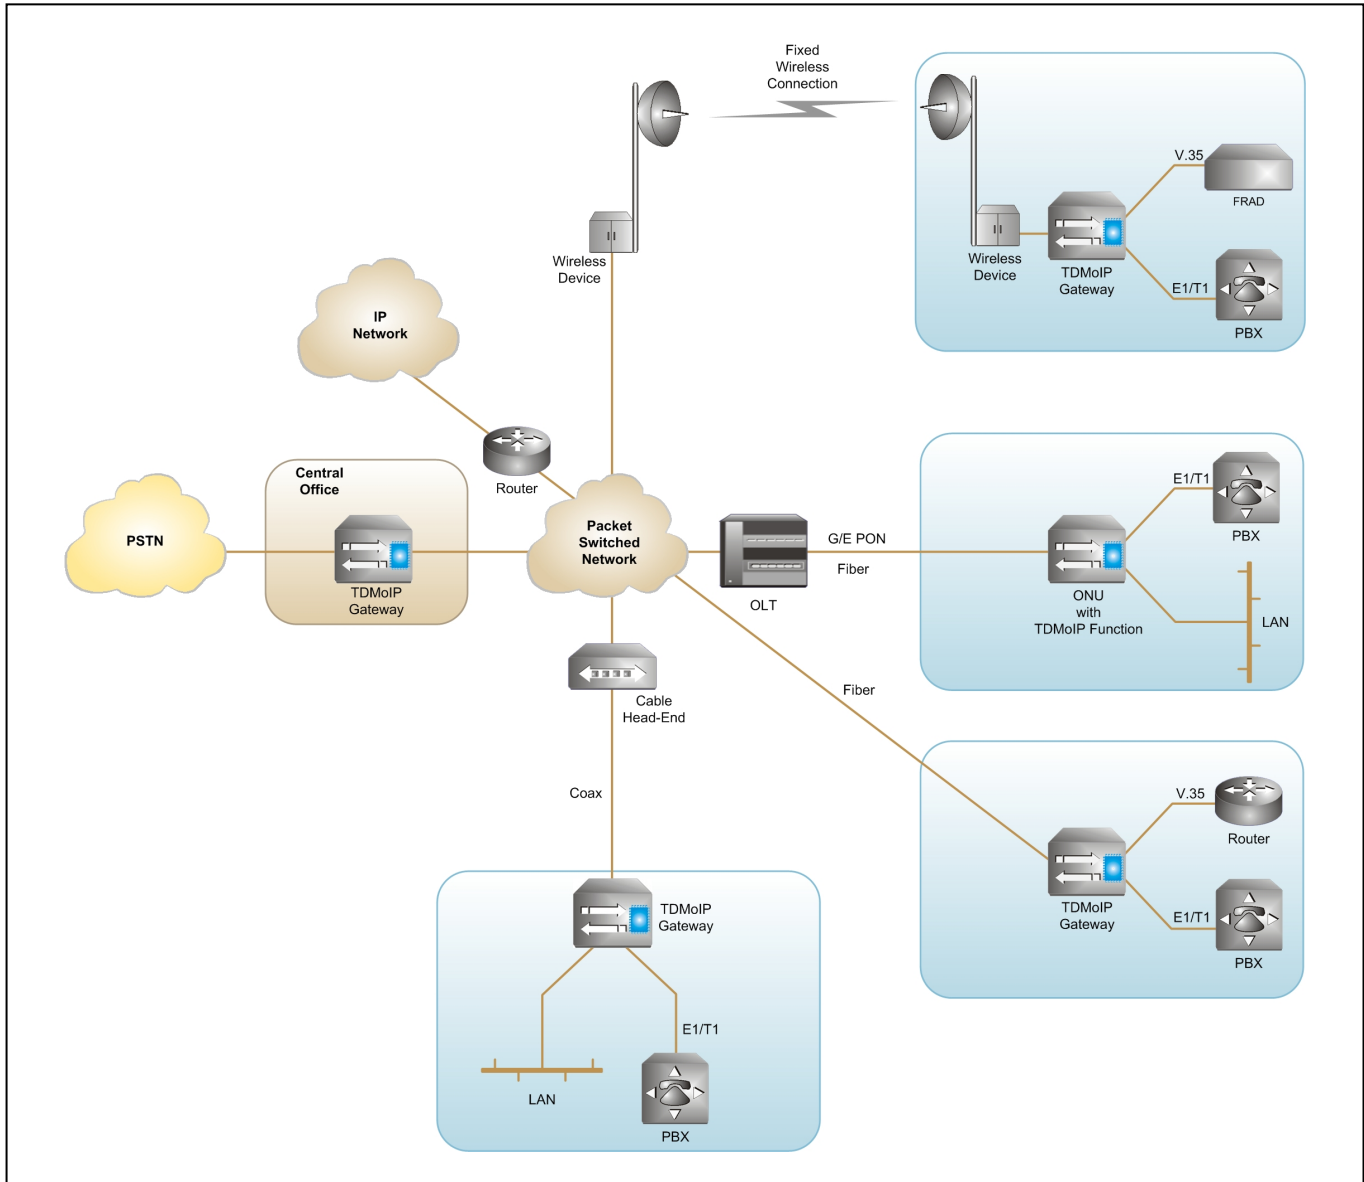 Fixed
Wireless
Connection
V.35
FRAD
Wireless
Device
Wireless
Device
TDMoIP
Gateway
E1/T1
PBX
IP
Network
Router
Central
Office
PSTN
TDMoIP
Gateway
Packet
Switched
Network
OLT
G/E PON
Fiber
E1/T1
PBX
ONU
with
TDMoIP Function
LAN
Cable
Head-End
Fiber
Coax
V.35
Router
TDMoIP
Gateway
E1/T1
PBX
TDMoIP
Gateway
E1/T1
LAN
PBX